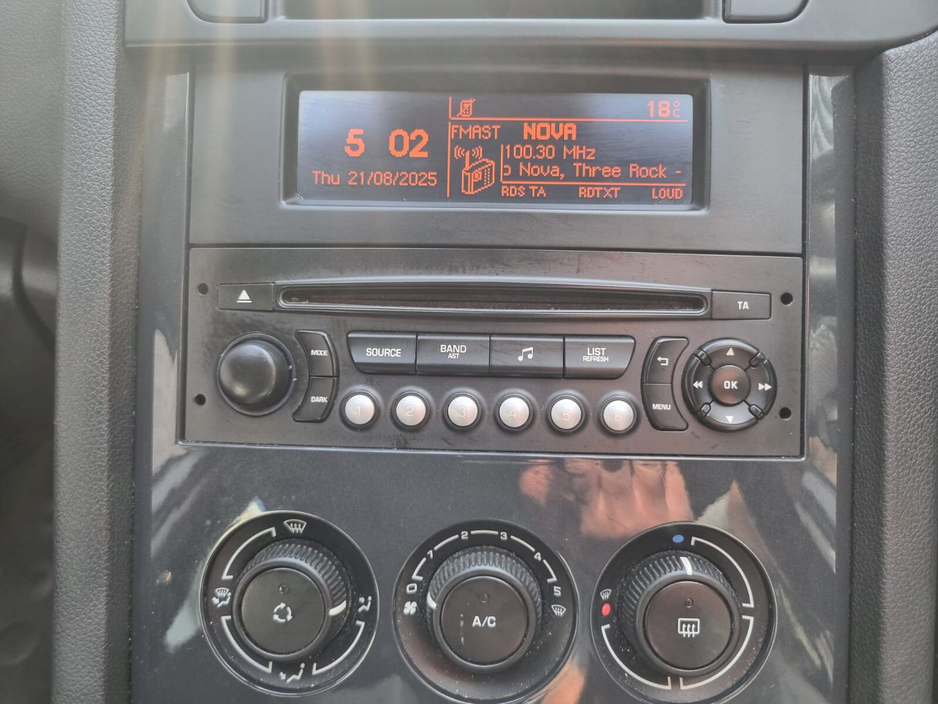 18°C
5 02
Thu 21/08/2025
FMAST NOVA
100.30 MHz
o Nova, Three Rock -
RDS TA RDTXT LOUD
TA
MODE
DARK
SOURCE
BAND
AST
LIST
REFRESH
MENU
OK
1 2 3 4 5 6
0 1 2 3 4 5
A/C